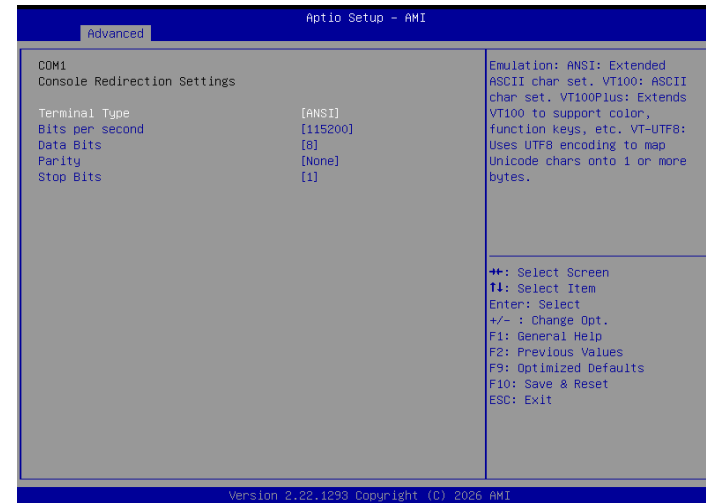 Aptio Setup – AMI
Advanced
COM1
Console Redirection Settings
Terminal Type [ANSI]
Bits per second [115200]
Data Bits [8]
Parity [None]
Stop Bits [1]
Emulation: ANSI: Extended
ASCII char set. VT100: ASCII
char set. VT100Plus: Extends
VT100 to support color,
function keys, etc. VT-UTF8:
Uses UTF8 encoding to map
Unicode chars onto 1 or more
bytes.
→←: Select Screen
↑↓: Select Item
Enter: Select
+/- : Change Opt.
F1: General Help
F2: Previous Values
F9: Optimized Defaults
F10: Save & Reset
ESC: Exit
Version 2.22.1293 Copyright (C) 2026 AMI